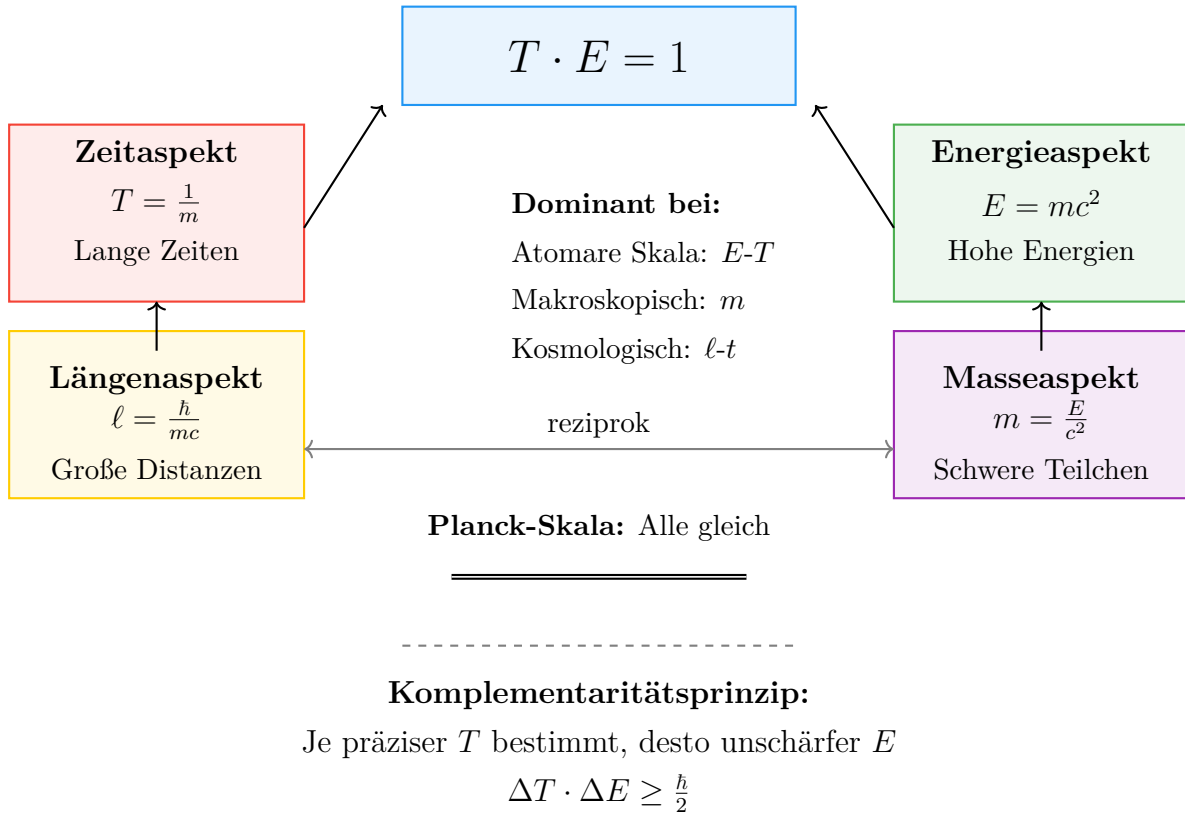 T · E = 1
Zeitaspekt
T = 1/m
Lange Zeiten
Energieaspekt
E = mc²
Hohe Energien
Dominant bei:
Atomare Skala: E-T
Makroskopisch: m
Kosmologisch: ℓ-t
Längenaspekt
ℓ = ħ/mc
Große Distanzen
reziprok
Masseaspekt
m = E/c²
Schwere Teilchen
Planck-Skala: Alle gleich
Komplementaritätsprinzip:
Je präziser T bestimmt, desto unschärfer E
ΔT · ΔE ≥ ħ/2